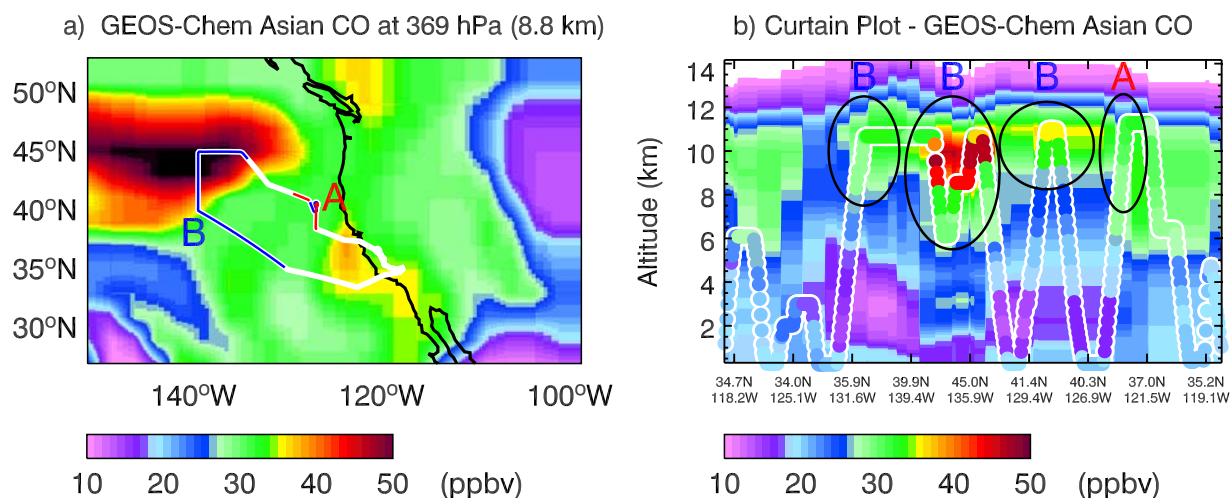 a) GEOS-Chem Asian CO at 369 hPa (8.8 km)
50°N
45°N
40°N
35°N
30°N
A
B
140°W 120°W 100°W
10 20 30 40 50 (ppbv)
b) Curtain Plot - GEOS-Chem Asian CO
B B B A
Altitude (km)
14
12
10
8
6
4
2
34.7N 34.0N 35.9N 39.9N 45.0N 41.4N 40.3N 37.0N 35.2N
118.2W 125.1W 131.6W 139.4W 135.9W 129.4W 126.9W 121.5W 119.1W
10 20 30 40 50 (ppbv)